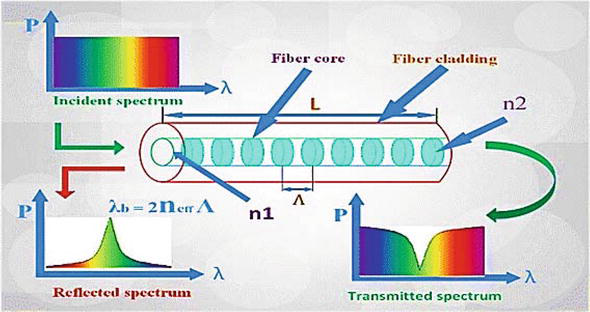 P
λ
Incident spectrum
Fiber core
Fiber cladding
L
n2
n1
Λ
λb = 2neff Λ
P
λ
Reflected spectrum
P
λ
Transmitted spectrum